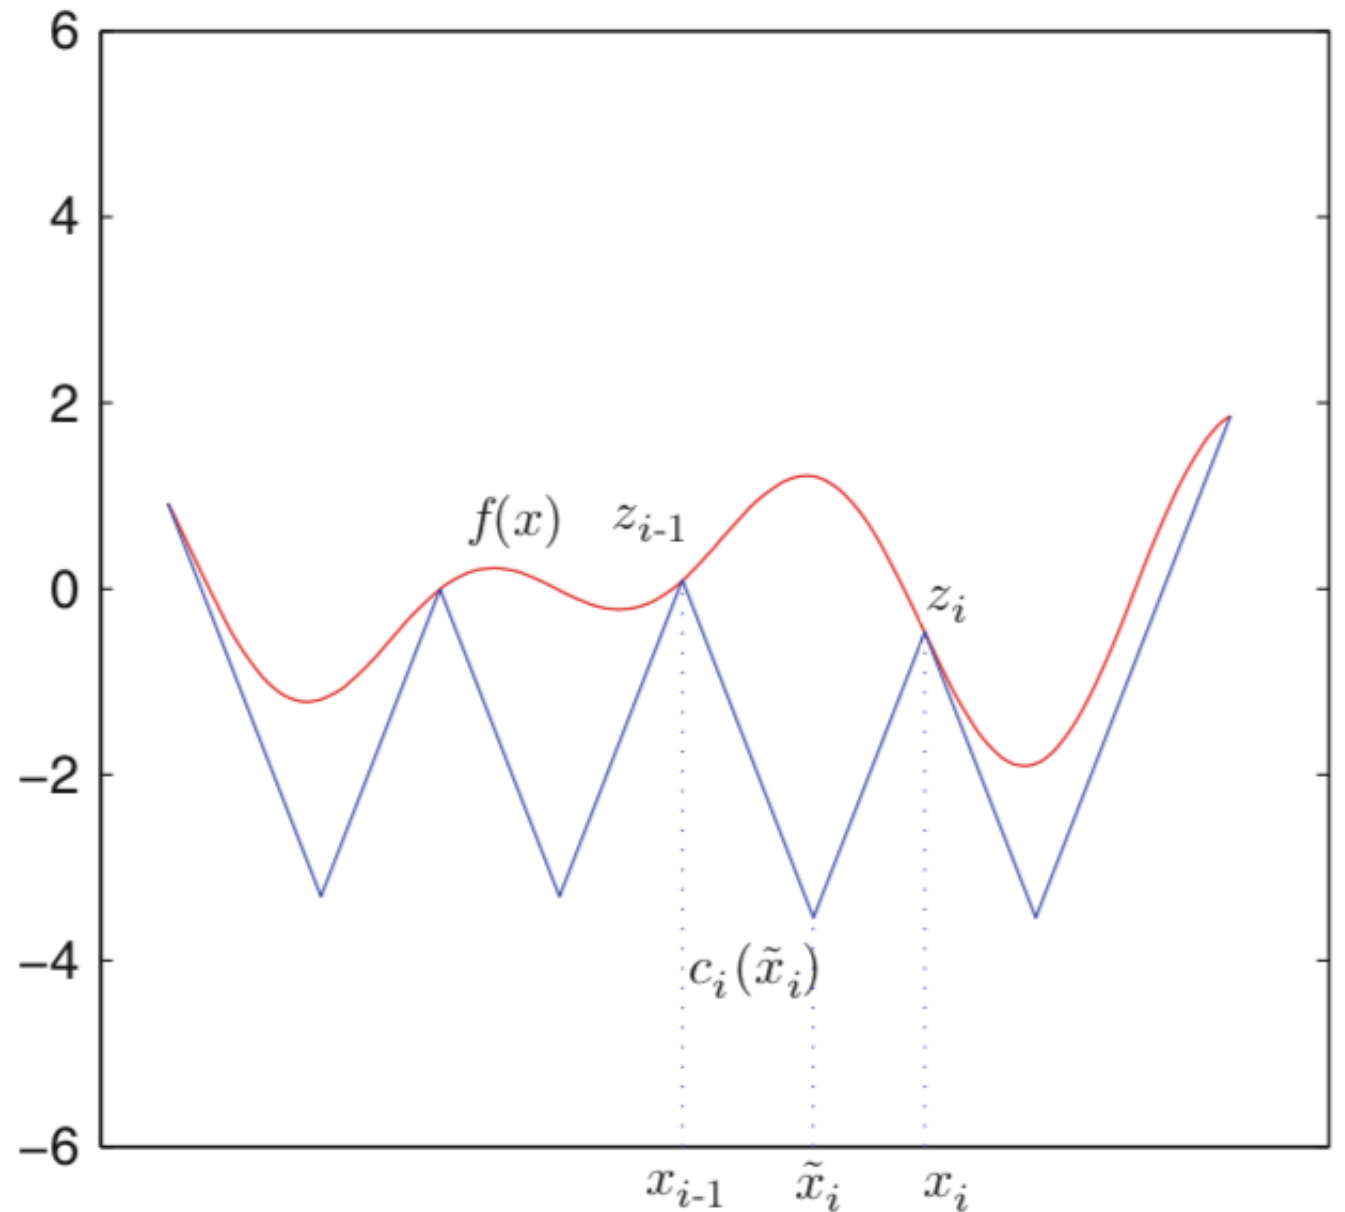 6
4
2
f(x) z_{i-1}
0
z_i
−2
−4
c_i(x̃_i)
−6
x_{i-1} x̃_i x_i